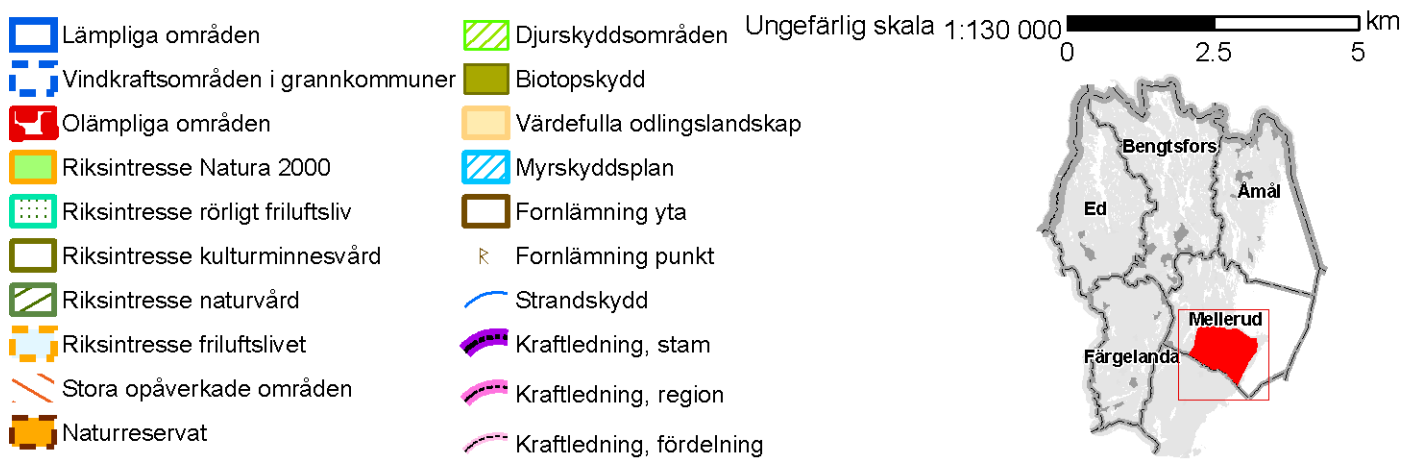 Lämpliga områden
Vindkraftsområden i grannkommuner
Olämpliga områden
Riksintresse Natura 2000
Riksintresse rörligt friluftsliv
Riksintresse kulturminnesvård
Riksintresse naturvård
Riksintresse friluftslivet
Stora opåverkade områden
Naturreservat
Djurskyddsområden
Biotopskydd
Värdefulla odlingslandskap
Myrskyddsplan
Fornlämning yta
R Fornlämning punkt
Strandskydd
Kraftledning, stam
Kraftledning, region
Kraftledning, fördelning
Ungefärlig skala 1:130 000 km
0 2.5 5
Bengtsfors
Åmål
Ed
Mellerud
Färgelanda